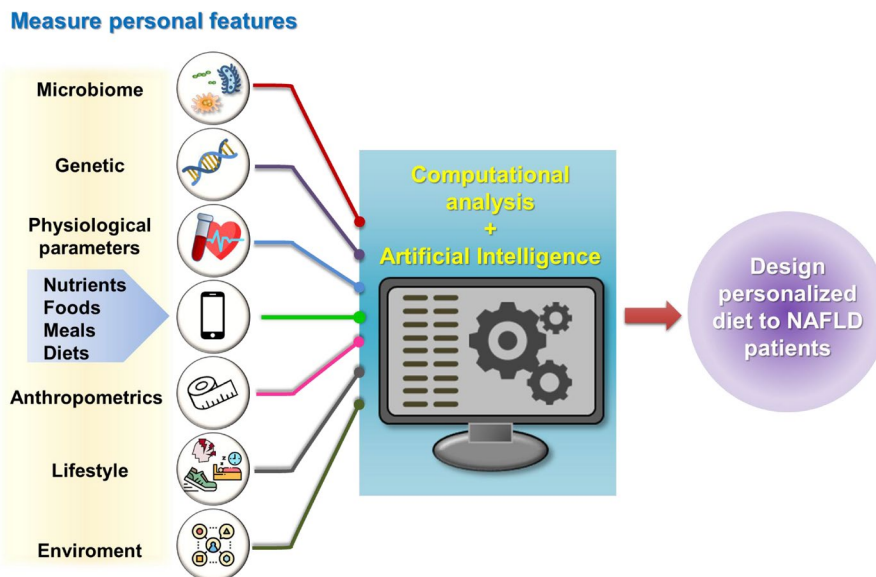 Measure personal features
Microbiome
Genetic
Physiological
parameters
Nutrients
Foods
Meals
Diets
Anthropometrics
Lifestyle
Enviroment
Computational
analysis
+
Artificial Intelligence
Design
personalized
diet to NAFLD
patients